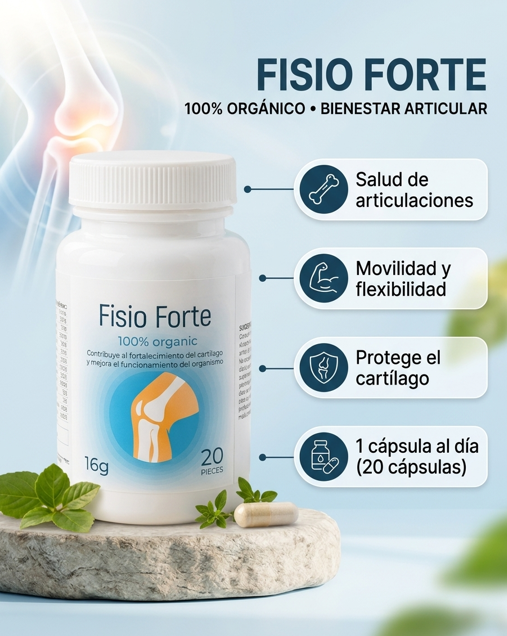 FISIO FORTE
100% ORGÁNICO • BIENESTAR ARTICULAR
Salud de
articulaciones
Movilidad y
flexibilidad
Protege el
cartílago
1 cápsula al día
(20 cápsulas)
Fisio Forte
100% organic
Contribuye al fortalecimiento del cartílago
y mejora el funcionamiento del organismo
16g
20
PIECES